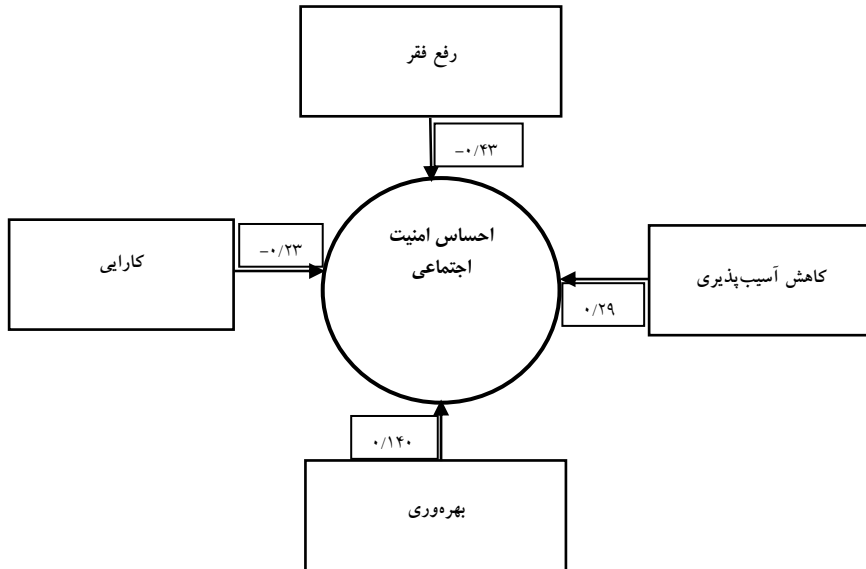 رفع فقر
-۰/۴۳
احساس امنیت
اجتماعی
-۰/۲۳
کارایی
کاهش آسیب‌پذیری
۰/۲۹
۰/۱۴۰
بهره‌وری